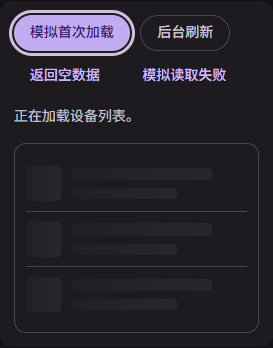 模拟首次加载
后台刷新
返回空数据
模拟读取失败
正在加载设备列表。